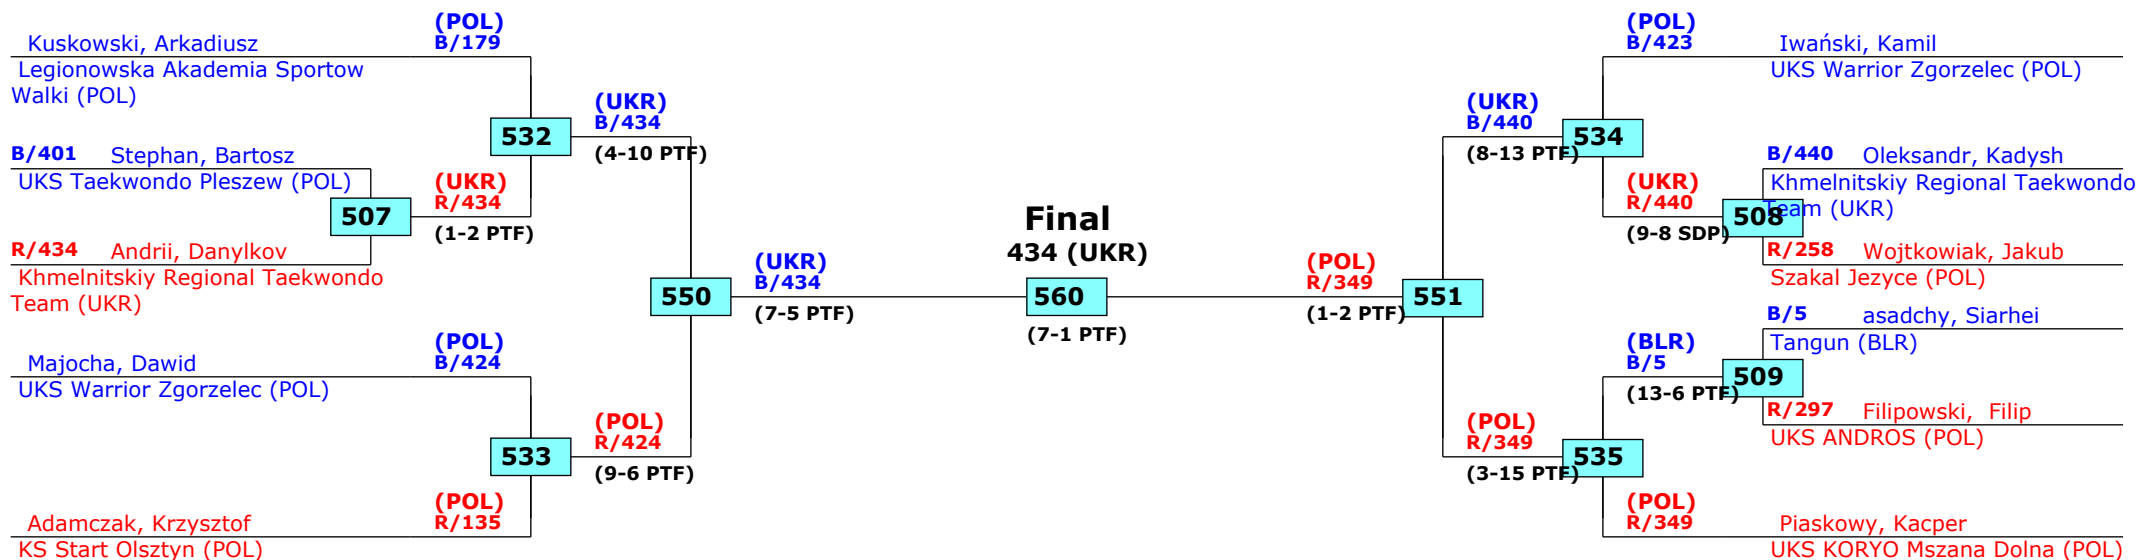 (POL)
B/179
Kuskowski, Arkadiusz
Legionowska Akademia Sportow
Walki (POL)
532
(UKR)
B/434
(4-10 PTF)
B/401 Stephan, Bartosz
UKS Taekwondo Pleszew (POL)
507
(UKR)
R/434
(1-2 PTF)
R/434 Andrii, Danylkov
Khmelnitskiy Regional Taekwondo
Team (UKR)
550
(UKR)
B/434
(7-5 PTF)
(POL)
B/424
Majocha, Dawid
UKS Warrior Zgorzelec (POL)
533
(POL)
R/424
(9-6 PTF)
(POL)
R/135
Adamczak, Krzysztof
KS Start Olsztyn (POL)
Final
434 (UKR)
560
(7-1 PTF)
(POL)
R/349
(1-2 PTF)
551
(UKR)
B/440
(8-13 PTF)
534
(POL)
B/423
Iwański, Kamil
UKS Warrior Zgorzelec (POL)
(UKR)
R/440
(9-8 SDP)
508
B/440 Oleksandr, Kadysh
Khmelnitskiy Regional Taekwondo
Team (UKR)
R/258 Wojtkowiak, Jakub
Szakal Jezyce (POL)
(POL)
R/349
(3-15 PTF)
535
(BLR)
B/5
(13-6 PTF)
509
B/5 asadchy, Siarhei
Tangun (BLR)
R/297 Filipowski, Filip
UKS ANDROS (POL)
(POL)
R/349
Piaskowy, Kacper
UKS KORYO Mszana Dolna (POL)